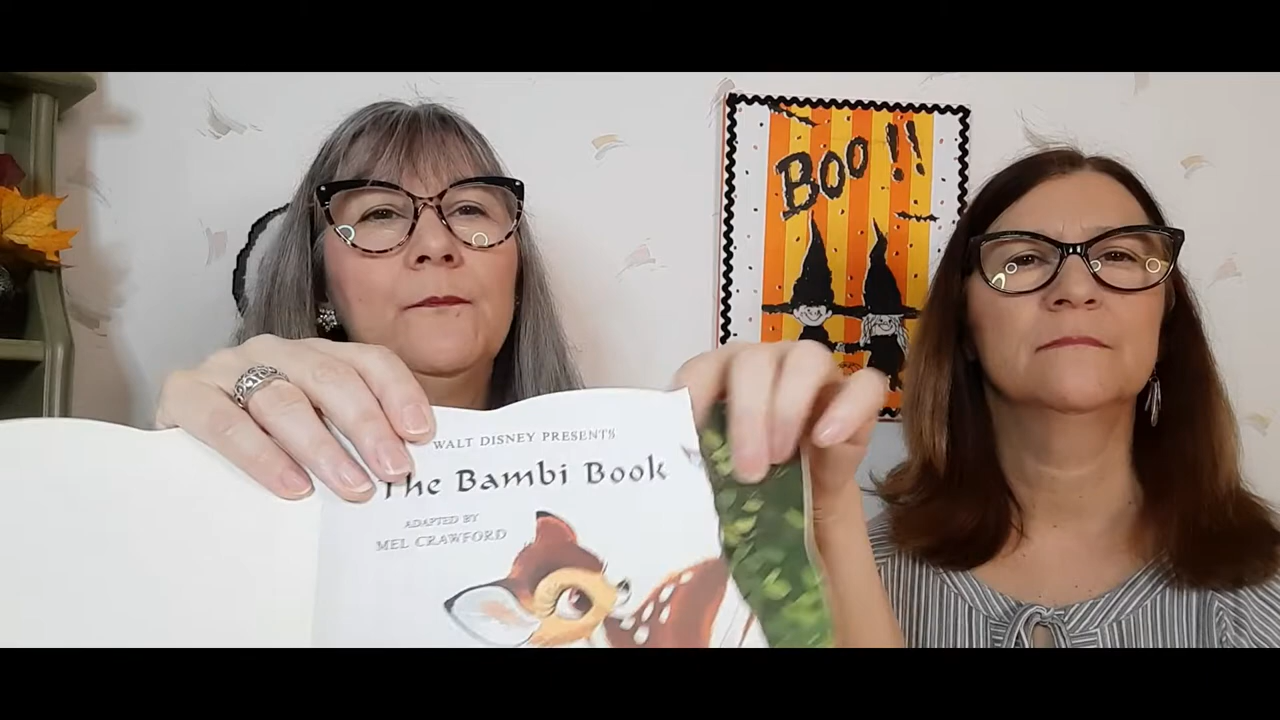 BOO!!
WALT DISNEY PRESENTS
The Bambi Book
ADAPTED BY
MEL CRAWFORD